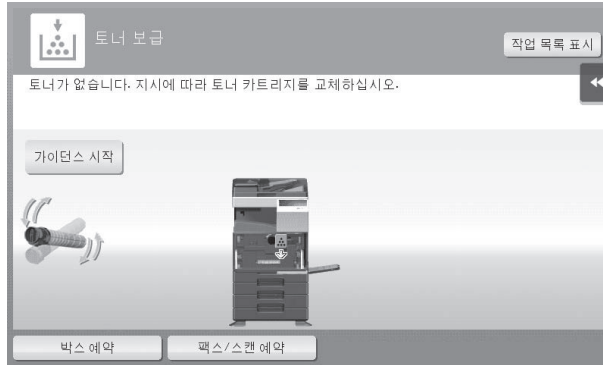 토너 보급
작업 목록 표시
토너가 없습니다. 지시에 따라 토너 카트리지를 교체하십시오.
가이던스 시작
박스 예약
팩스/스캔 예약